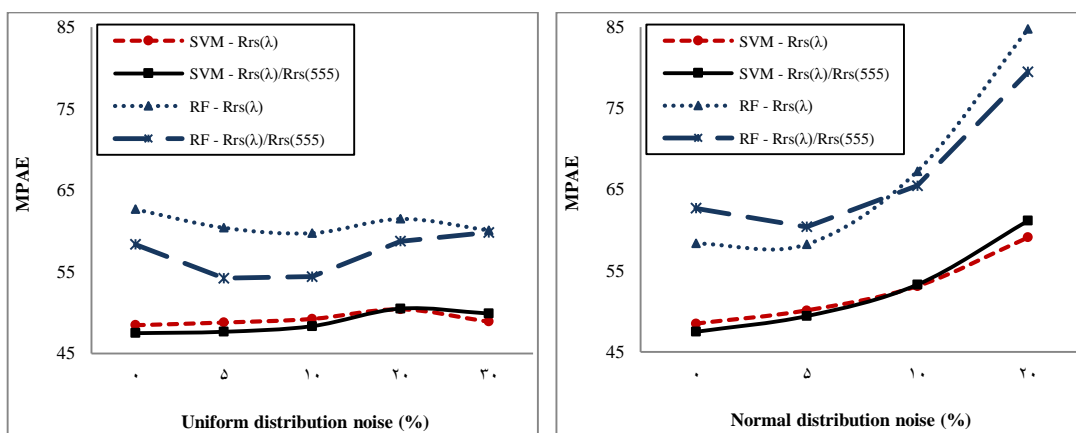 85
75
65
55
45
MPAE
SVM - Rrs(λ)
SVM - Rrs(λ)/Rrs(555)
RF - Rrs(λ)
RF - Rrs(λ)/Rrs(555)
۰ ۵ ۱۰ ۲۰ ۳۰
Uniform distribution noise (%)
85
75
65
55
45
MPAE
SVM - Rrs(λ)
SVM - Rrs(λ)/Rrs(555)
RF - Rrs(λ)
RF - Rrs(λ)/Rrs(555)
۰ ۵ ۱۰ ۲۰
Normal distribution noise (%)